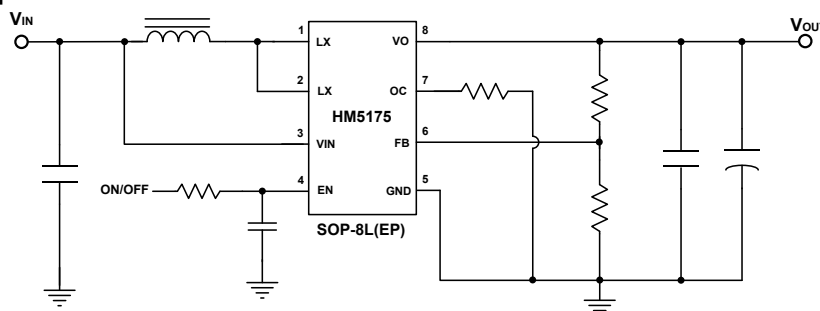 VIN
VOUT
1 LX
VO 8
2 LX
OC 7
HM5175
3 VIN
FB 6
4 EN
GND 5
ON/OFF
SOP-8L(EP)